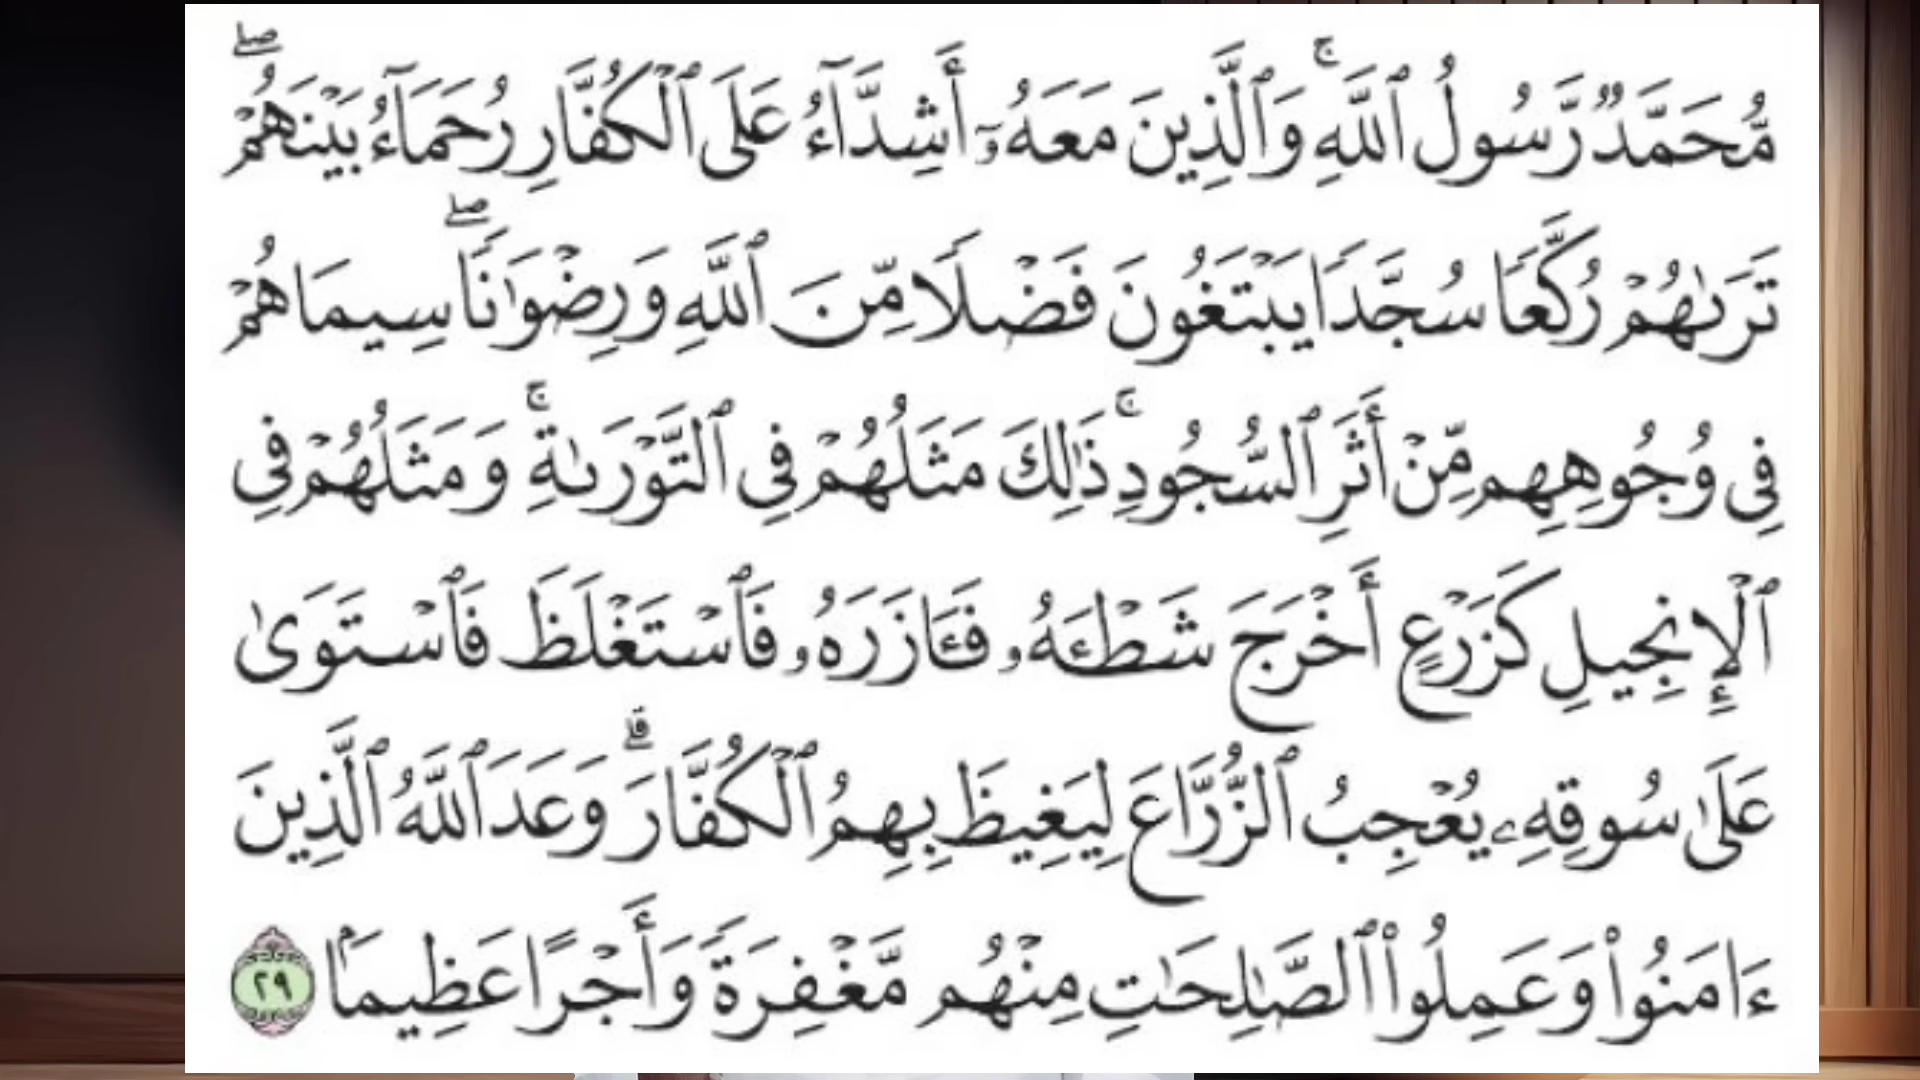 مُّحَمَّدٌ رَّسُولُ ٱللَّهِۚ وَٱلَّذِينَ مَعَهُۥٓ أَشِدَّآءُ عَلَى ٱلۡكُفَّارِ رُحَمَآءُ بَيۡنَهُمۡۖ
تَرَىٰهُمۡ رُكَّعٗا سُجَّدٗا يَبۡتَغُونَ فَضۡلٗا مِّنَ ٱللَّهِ وَرِضۡوَٰنٗاۖ سِيمَاهُمۡ
فِي وُجُوهِهِم مِّنۡ أَثَرِ ٱلسُّجُودِۚ ذَٰلِكَ مَثَلُهُمۡ فِي ٱلتَّوۡرَىٰةِۚ وَمَثَلُهُمۡ فِي
ٱلۡإِنجِيلِ كَزَرۡعٍ أَخۡرَجَ شَطۡـَٔهُۥ فَـَٔازَرَهُۥ فَٱسۡتَغۡلَظَ فَٱسۡتَوَىٰ
عَلَىٰ سُوقِهِۦ يُعۡجِبُ ٱلزُّرَّاعَ لِيَغِيظَ بِهِمُ ٱلۡكُفَّارَۗ وَعَدَ ٱللَّهُ ٱلَّذِينَ
ءَامَنُواْ وَعَمِلُواْ ٱلصَّٰلِحَٰتِ مِنۡهُم مَّغۡفِرَةٗ وَأَجۡرًا عَظِيمَۢا ٢٩